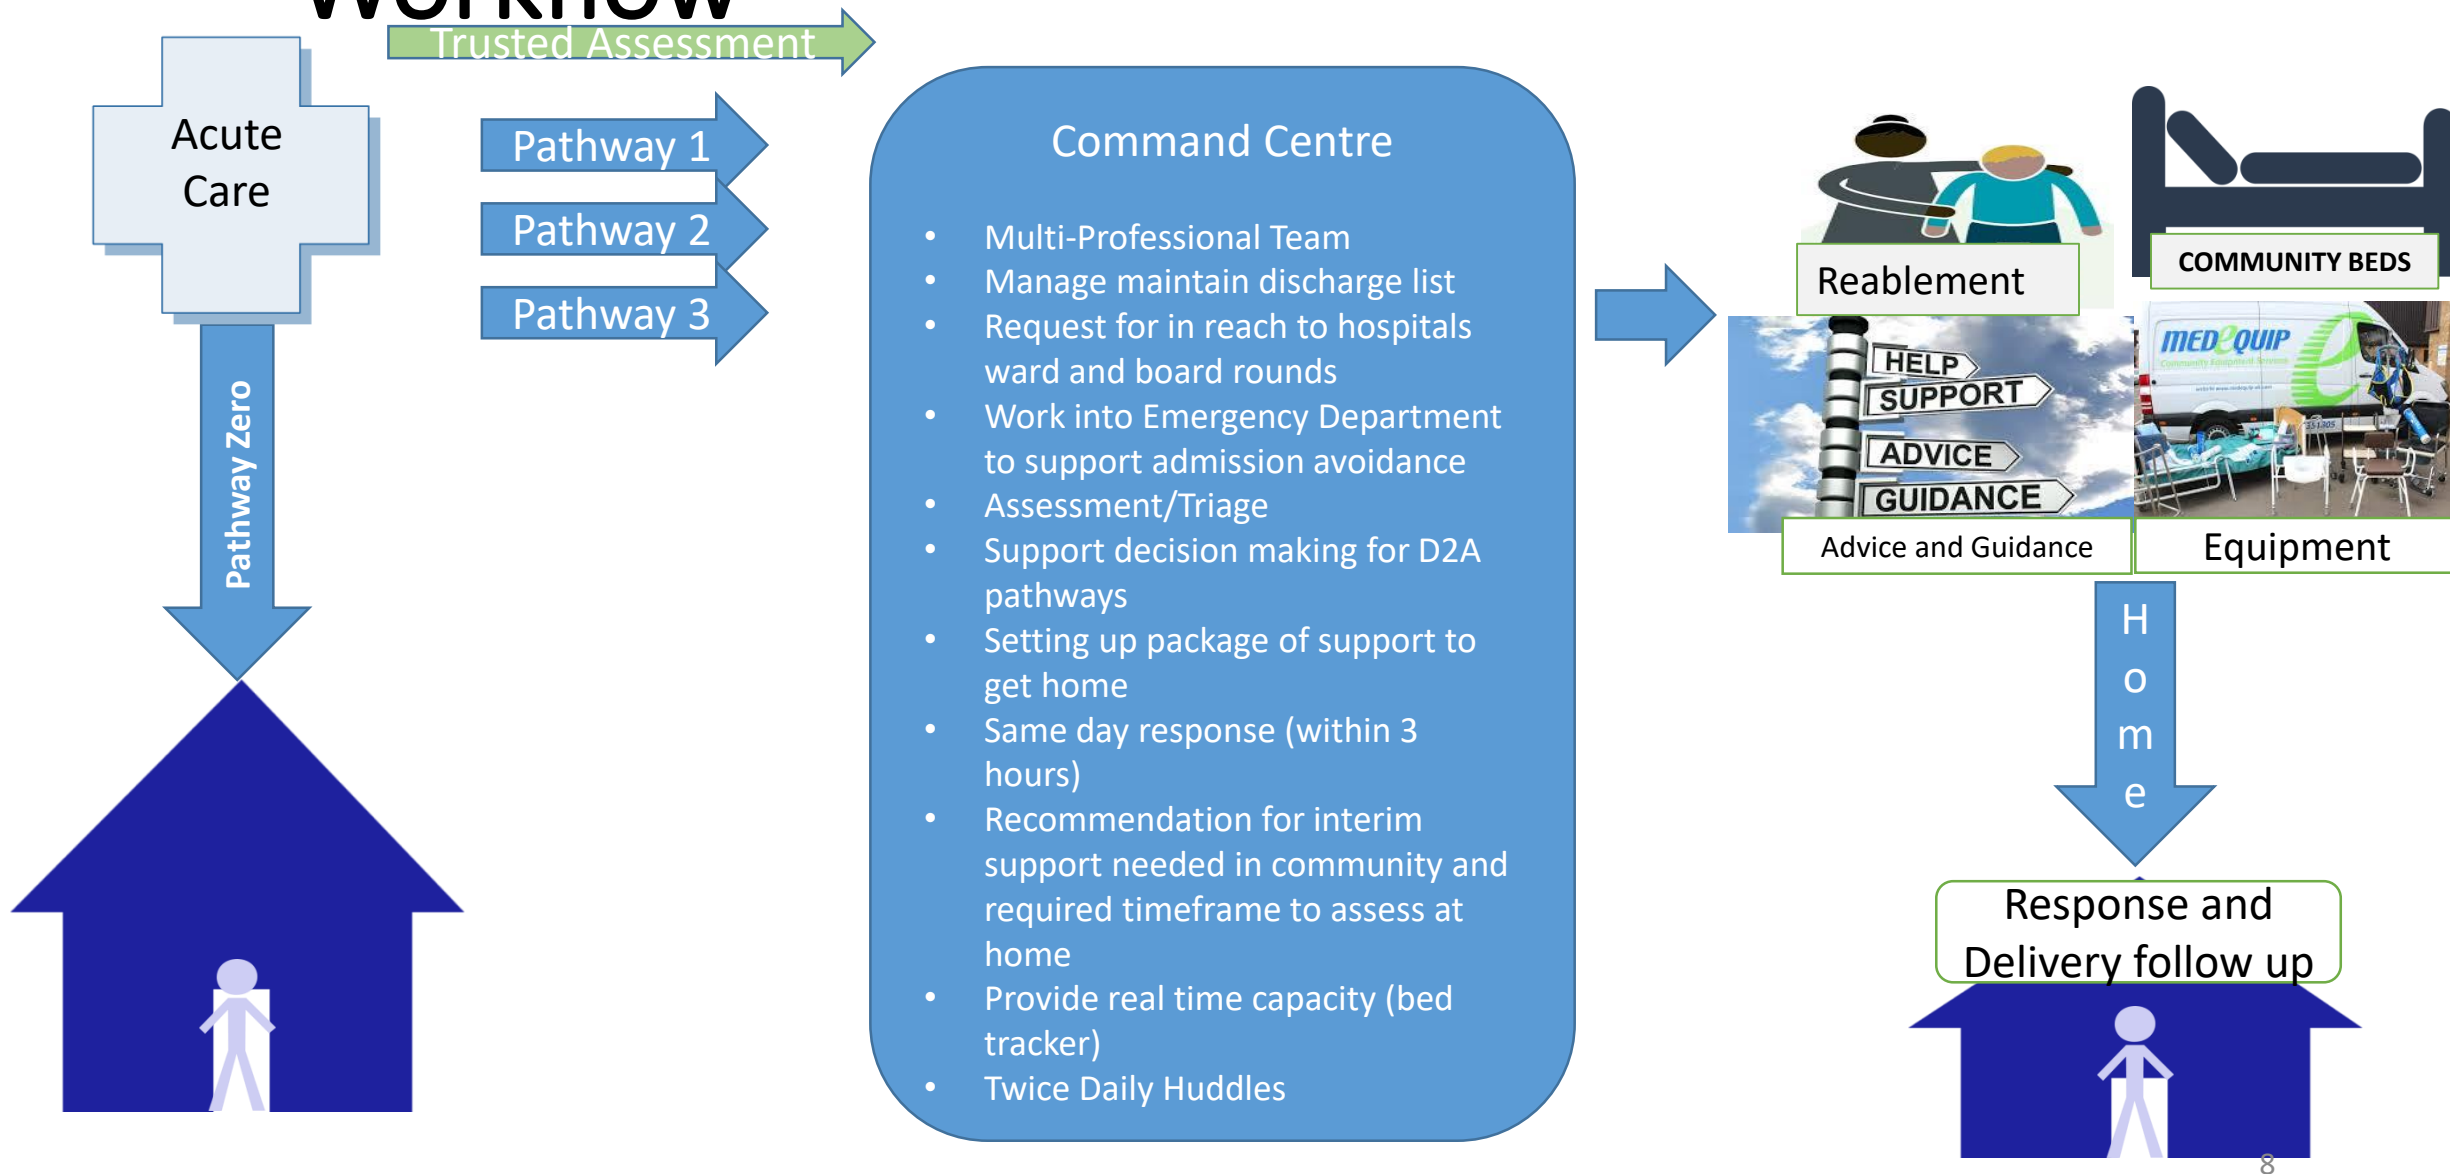 Workflow
Trusted Assessment
Acute
Care
Pathway 1
Pathway 2
Pathway 3
Pathway Zero
Command Centre
• Multi-Professional Team
• Manage maintain discharge list
• Request for in reach to hospitals
ward and board rounds
• Work into Emergency Department
to support admission avoidance
• Assessment/Triage
• Support decision making for D2A
pathways
• Setting up package of support to
get home
• Same day response (within 3
hours)
• Recommendation for interim
support needed in community and
required timeframe to assess at
home
• Provide real time capacity (bed
tracker)
• Twice Daily Huddles
Reablement
COMMUNITY BEDS
HELP
SUPPORT
ADVICE
GUIDANCE
MEDeQUIP
Community Equipment Services
Advice and Guidance
Equipment
Home
Response and
Delivery follow up
8